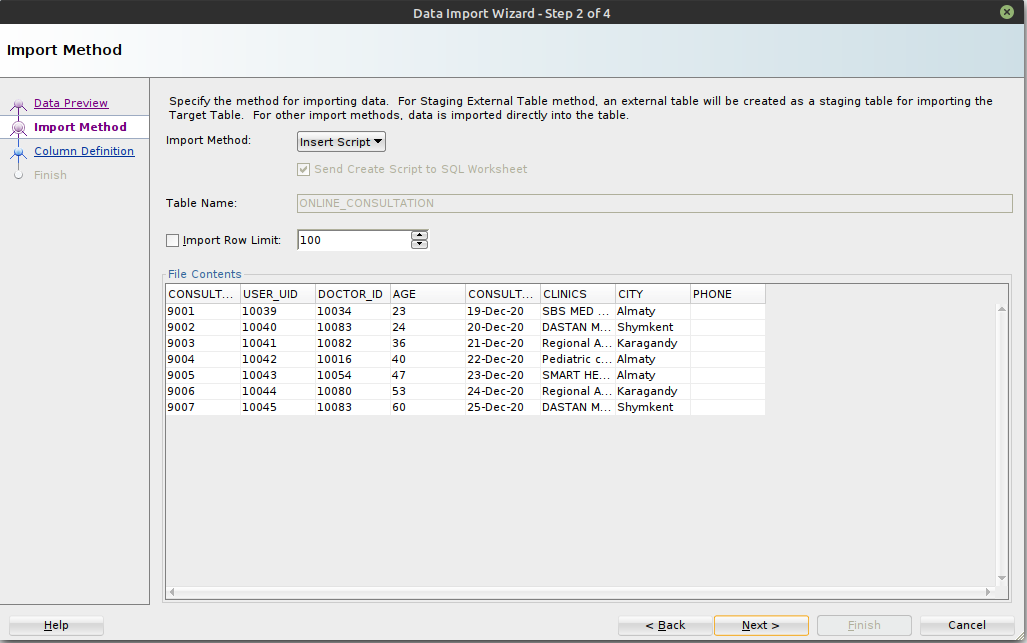 Data Import Wizard - Step 2 of 4
Import Method
Data Preview
Import Method
Column Definition
Finish
Specify the method for importing data. For Staging External Table method, an external table will be created as a staging table for importing the
Target Table. For other import methods, data is imported directly into the table.
Import Method: Insert Script
Send Create Script to SQL Worksheet
Table Name: ONLINE_CONSULTATION
Import Row Limit: 100
File Contents
CONSULT... USER_UID DOCTOR_ID AGE CONSULT... CLINICS CITY PHONE
9001 10039 10034 23 19-Dec-20 SBS MED ... Almaty
9002 10040 10083 24 20-Dec-20 DASTAN M... Shymkent
9003 10041 10082 36 21-Dec-20 Regional A... Karagandy
9004 10042 10016 40 22-Dec-20 Pediatric c... Almaty
9005 10043 10054 47 23-Dec-20 SMART HE... Almaty
9006 10044 10080 53 24-Dec-20 Regional A... Karagandy
9007 10045 10083 60 25-Dec-20 DASTAN M... Shymkent
Help < Back Next > Finish Cancel